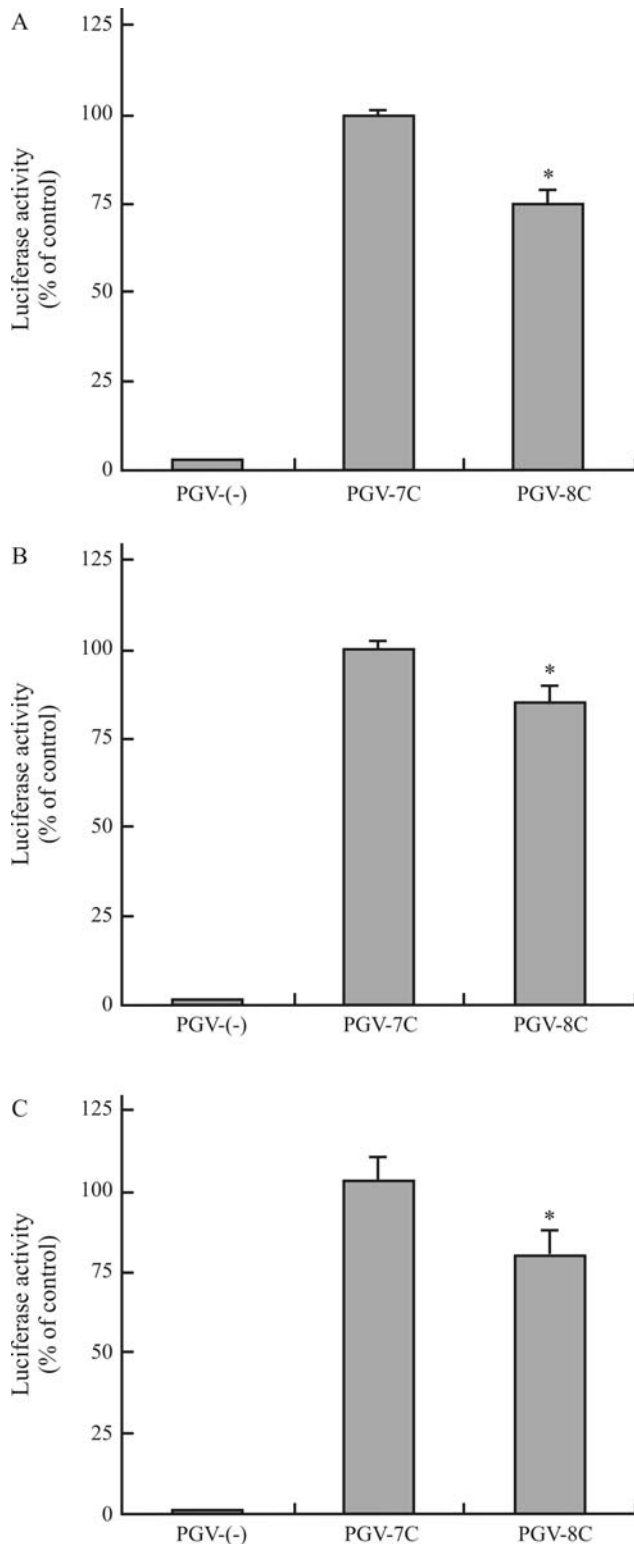 A
Luciferase activity
(% of control)
125
100
75
50
25
0
*
PGV-(-) PGV-7C PGV-8C
B
Luciferase activity
(% of control)
125
100
75
50
25
0
*
PGV-(-) PGV-7C PGV-8C
C
Luciferase activity
(% of control)
125
100
75
50
25
0
*
PGV-(-) PGV-7C PGV-8C